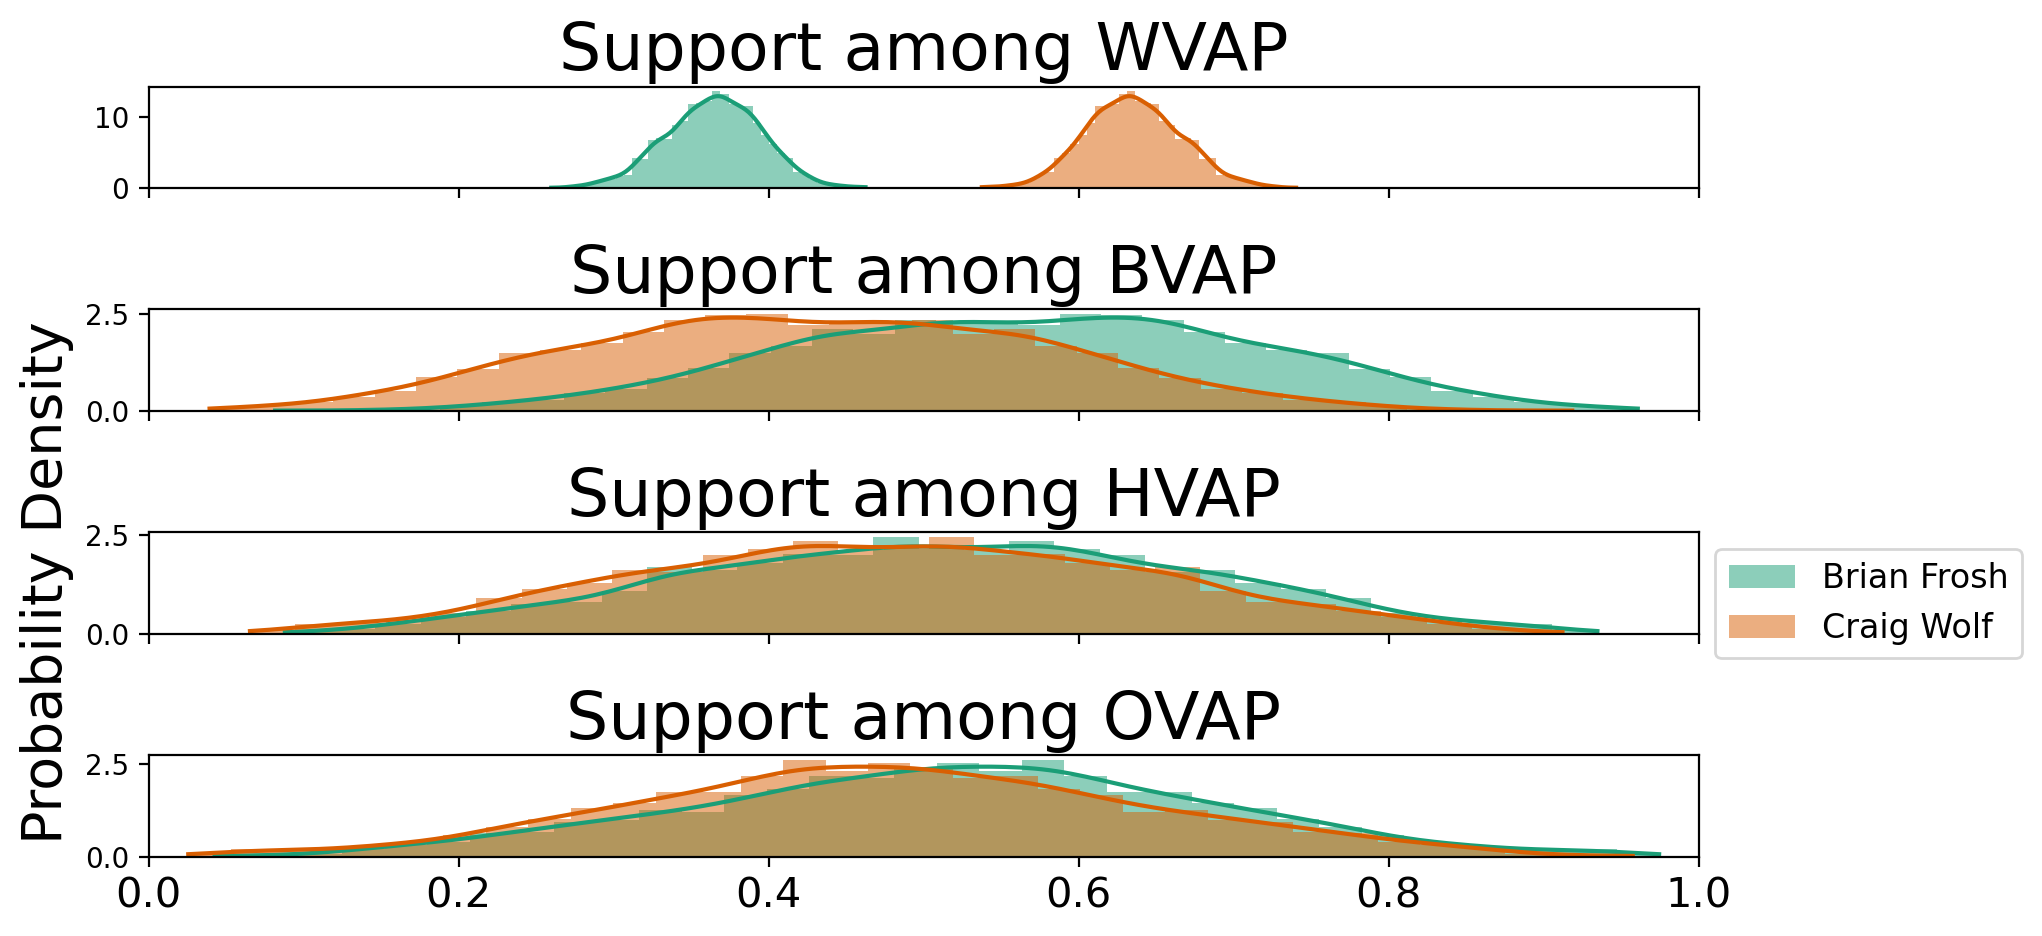 Support among WVAP
10
0
Support among BVAP
2.5
0.0
Support among HVAP
2.5
0.0
Support among OVAP
2.5
0.0
0.0 0.2 0.4 0.6 0.8 1.0
Probability Density
Brian Frosh
Craig Wolf